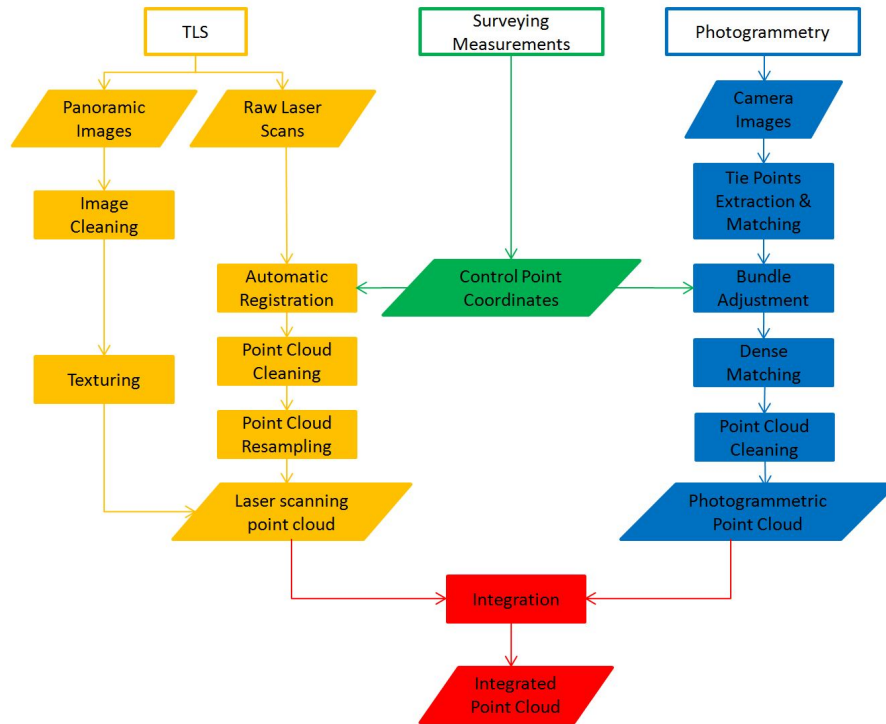 TLS
Surveying
Measurements
Photogrammetry
Panoramic
Images
Raw Laser
Scans
Camera
Images
Image
Cleaning
Tie Points
Extraction &
Matching
Automatic
Registration
Control Point
Coordinates
Bundle
Adjustment
Texturing
Point Cloud
Cleaning
Dense
Matching
Point Cloud
Resampling
Point Cloud
Cleaning
Laser scanning
point cloud
Photogrammetric
Point Cloud
Integration
Integrated
Point Cloud